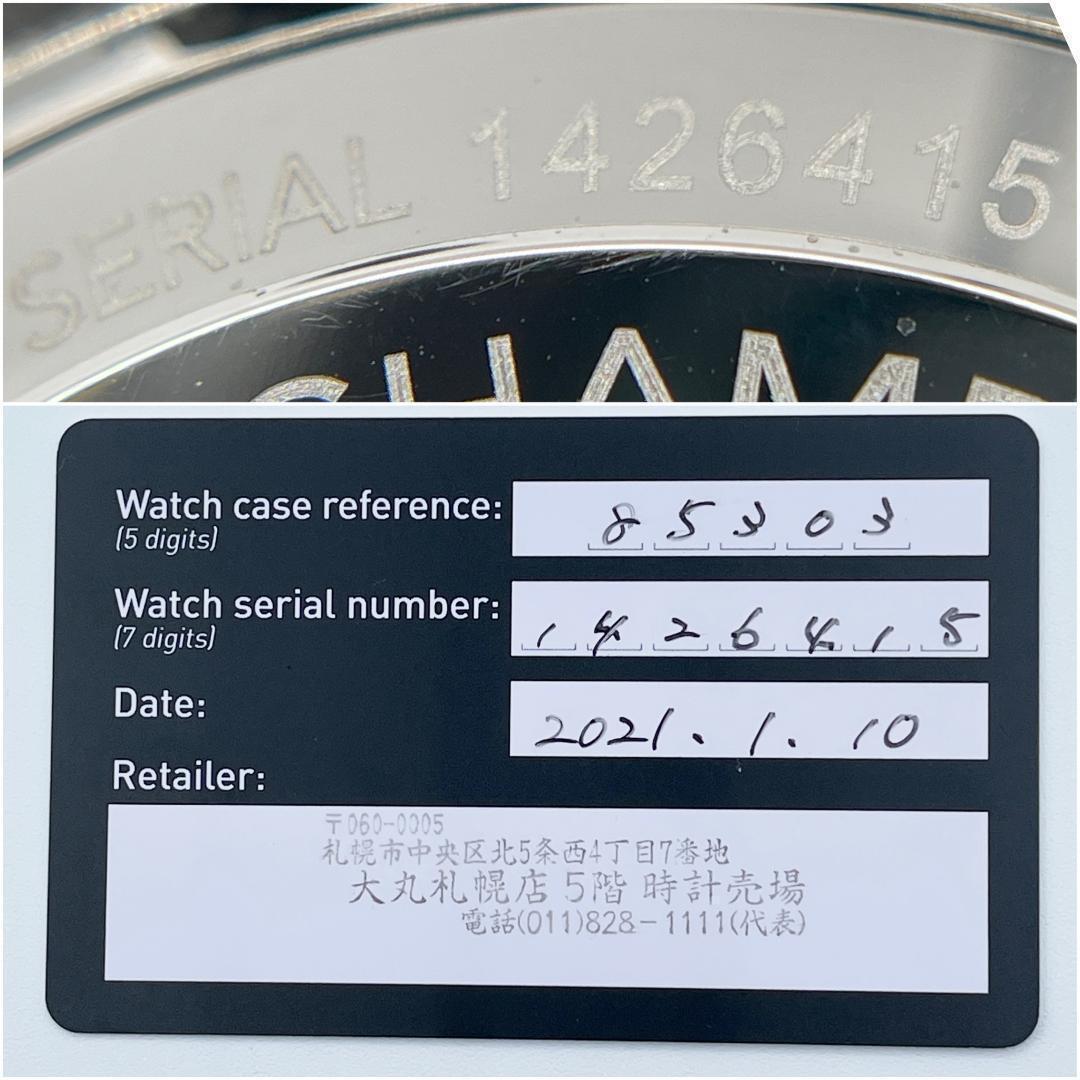 SERIAL 1426415
CHAMP
Watch case reference: 85303
(5 digits)
Watch serial number: 1426415
(7 digits)
Date: 2021.1.10
Retailer:
〒060-0005
札幌市中央区北5条西4丁目7番地
大丸札幌店 5階 時計売場
電話(011)828-1111(代表)